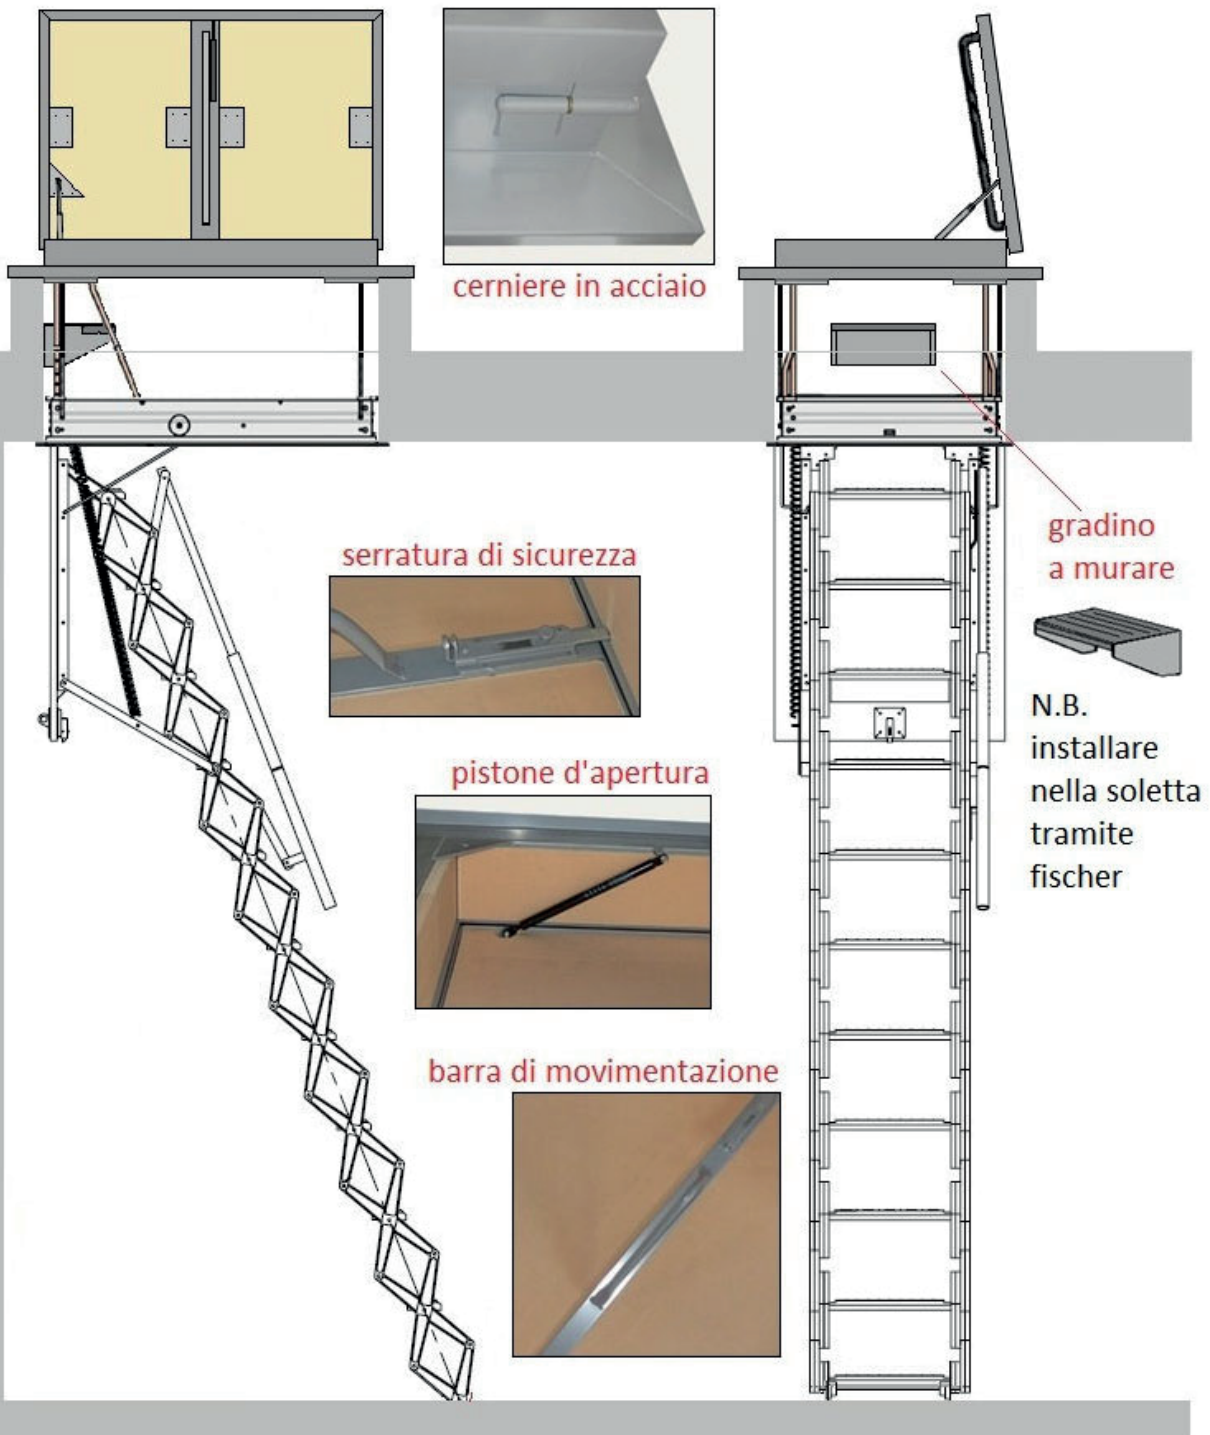 cerniere in acciaio
serratura di sicurezza
pistone d'apertura
barra di movimentazione
gradino
a murare
N.B.
installare
nella soletta
tramite
fischer